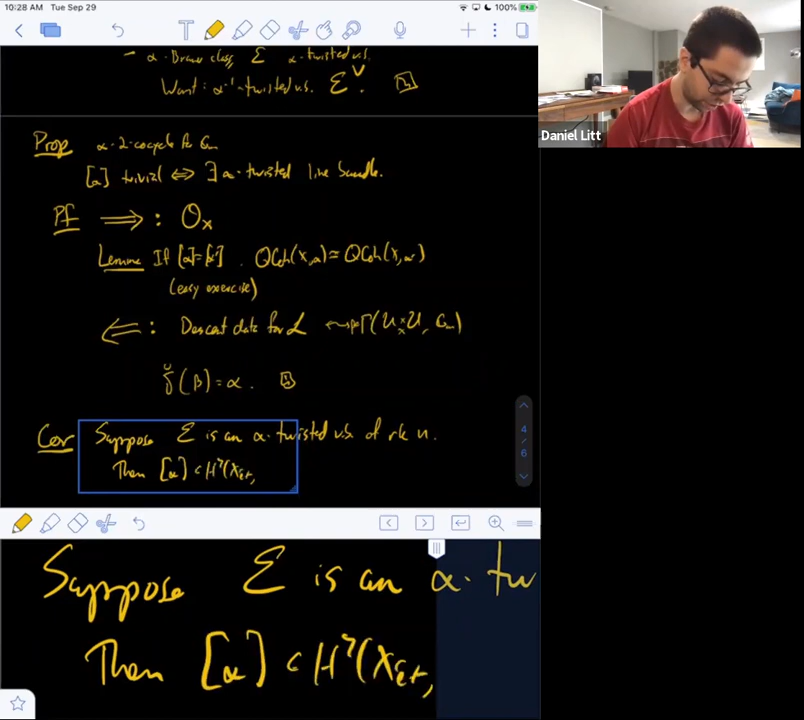 10:28 AM Tue Sep 29
100%
- α-Brauer class, ℰ α-twisted v.b.
Want: α⁻¹-twisted v.b. ℰ^∨.
Daniel Litt
Prop α 2-cocycle for G_m
[α] trivial ⟺ ∃ α-twisted line bundle.
Pf ⟹: O_X
Lemma If [α]=[α'], QCoh(X,α) ≃ QCoh(X,α')
(easy exercise)
⟸: Descent data for ℒ ⇝ β∈Γ(U×_X U, G_m)
δ̌(β)=α.
Cor Suppose ℰ is an α-twisted v.b. of rk n.
Then [α] ∈ H²(X_ét,
4
/
6
Suppose ℰ is an α-tw
Then [α] ∈ H²(X_ét,